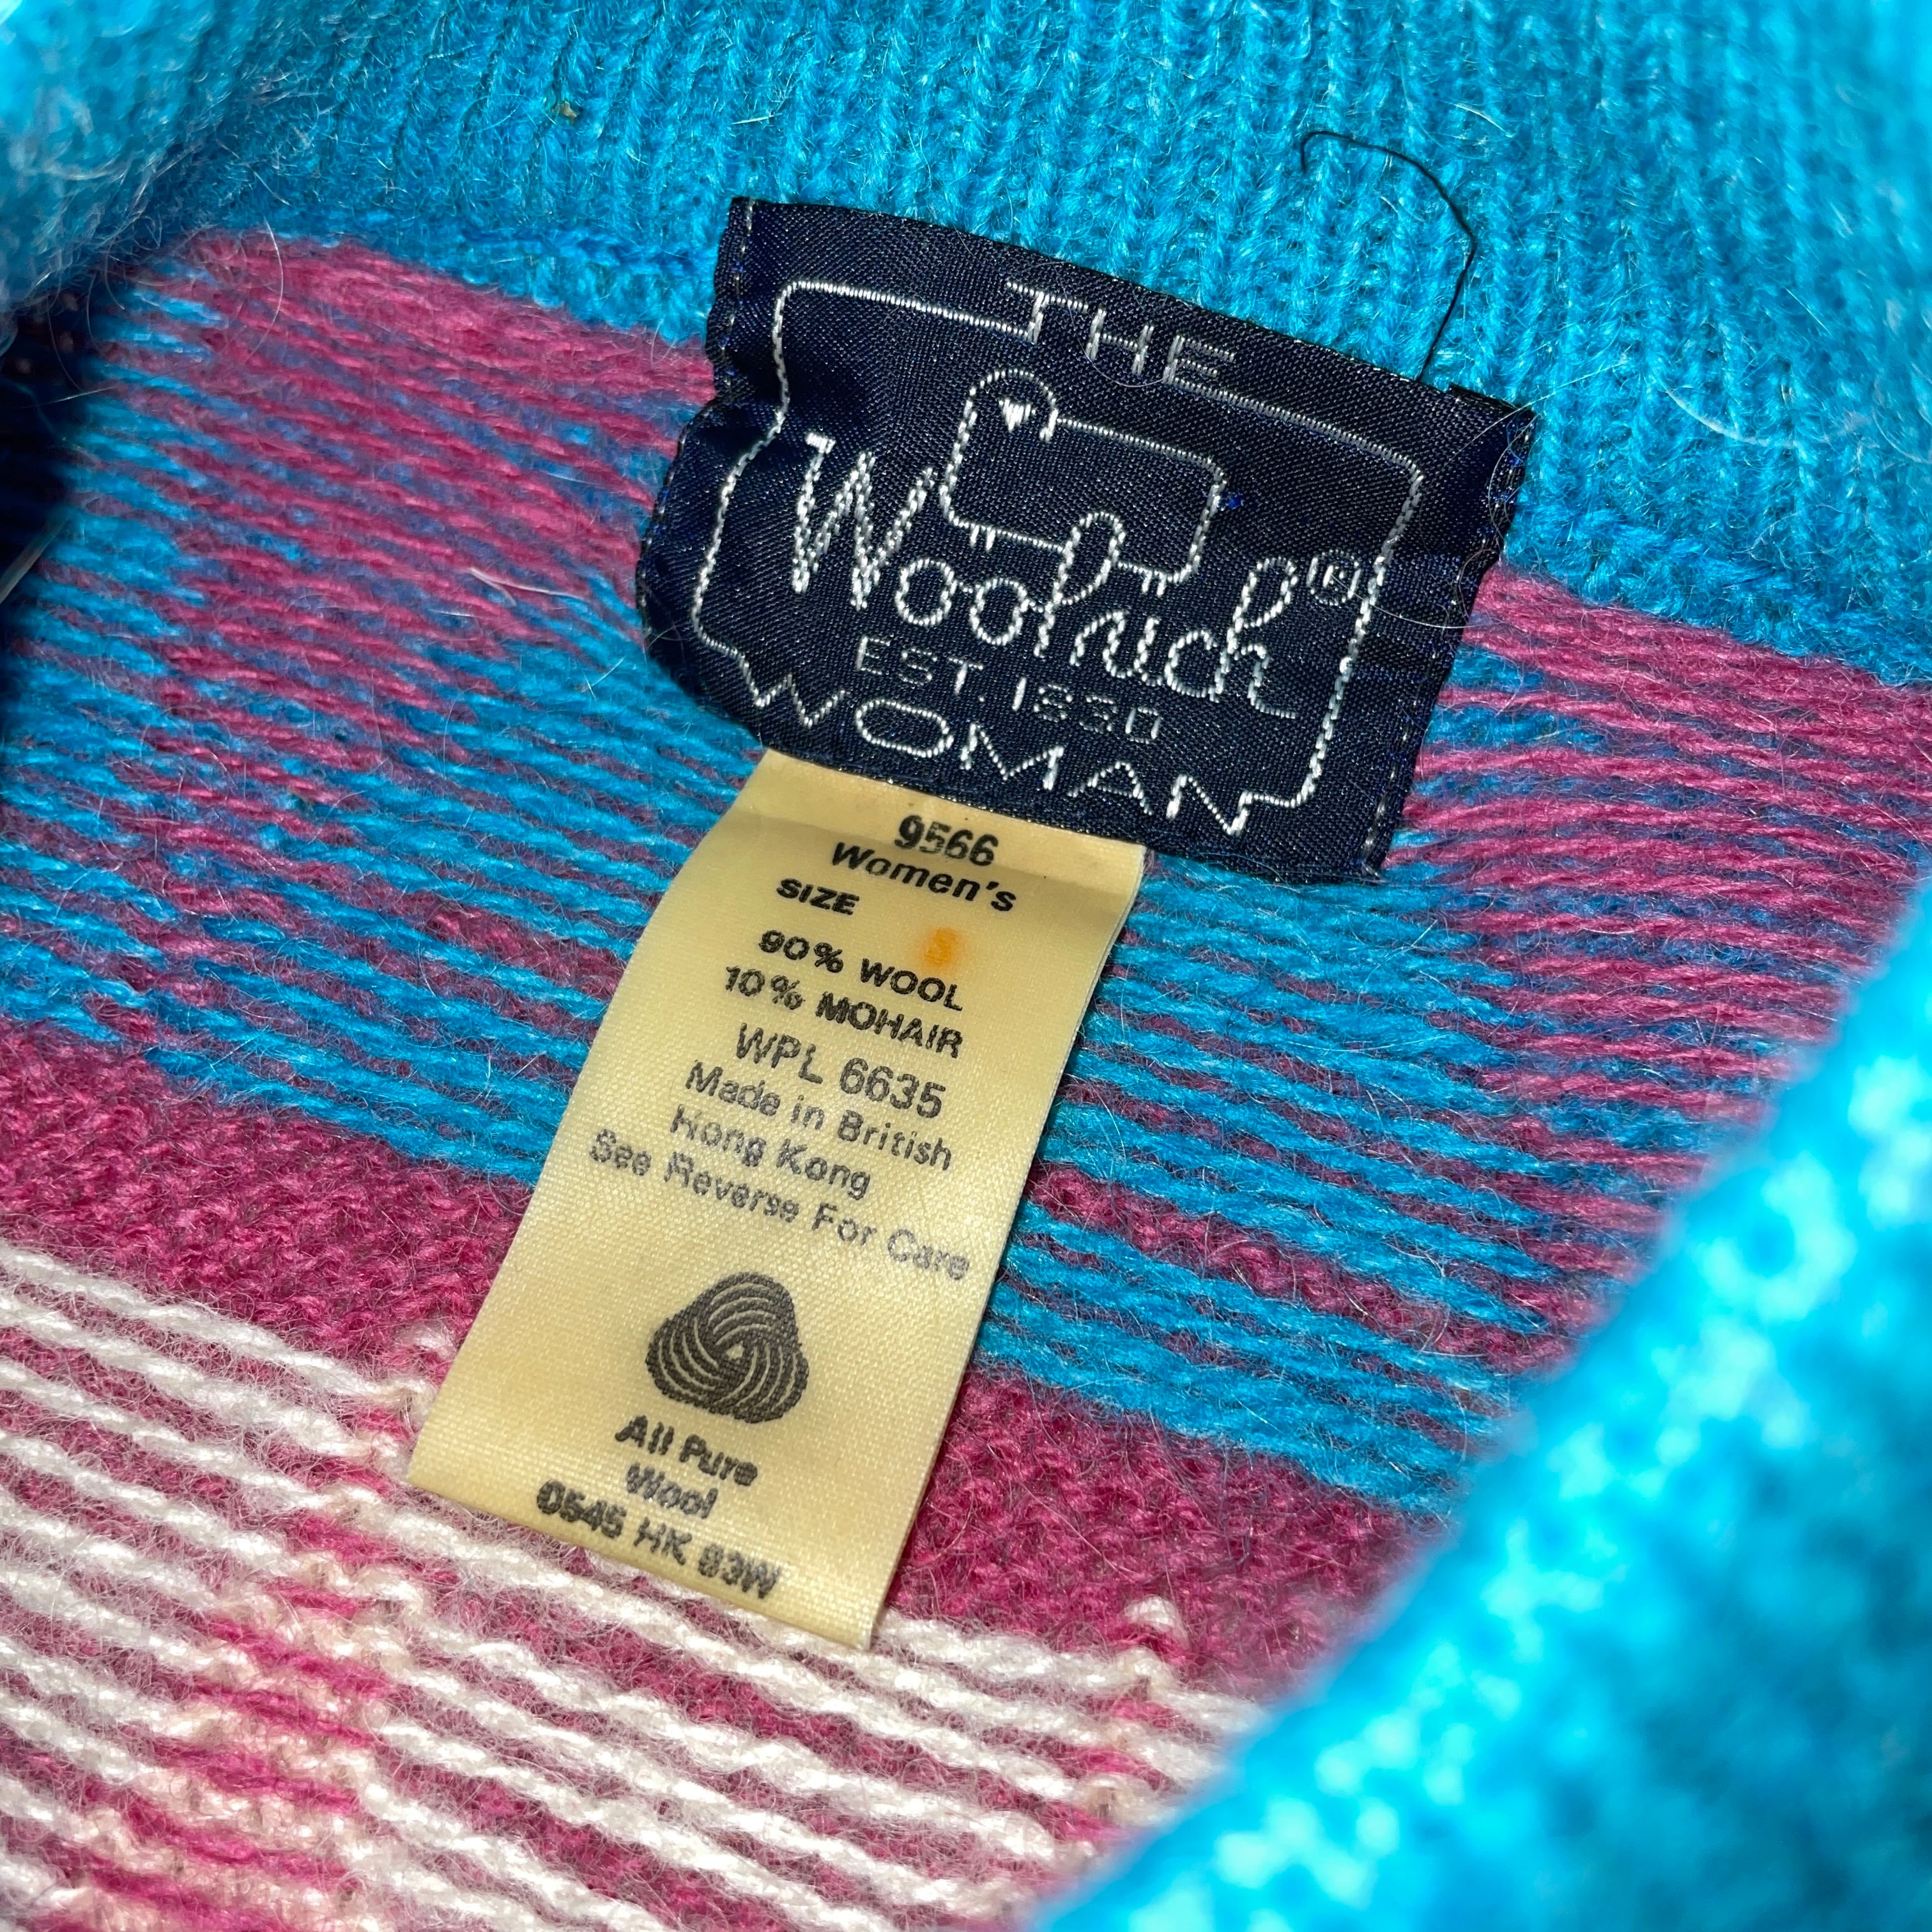 THE
Woolrich®
EST. 1830
WOMAN
9566
Women's
SIZE
S
90% WOOL
10% MOHAIR
WPL 6635
Made in British
Hong Kong
See Reverse For Care
All Pure
Wool
0545 HK 83W